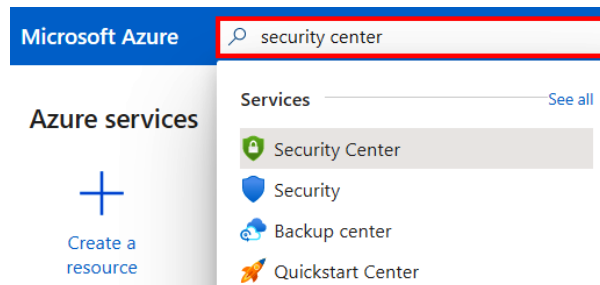 Microsoft Azure
security center
Azure services
Services
See all
Security Center
Security
Backup center
Quickstart Center
Create a
resource